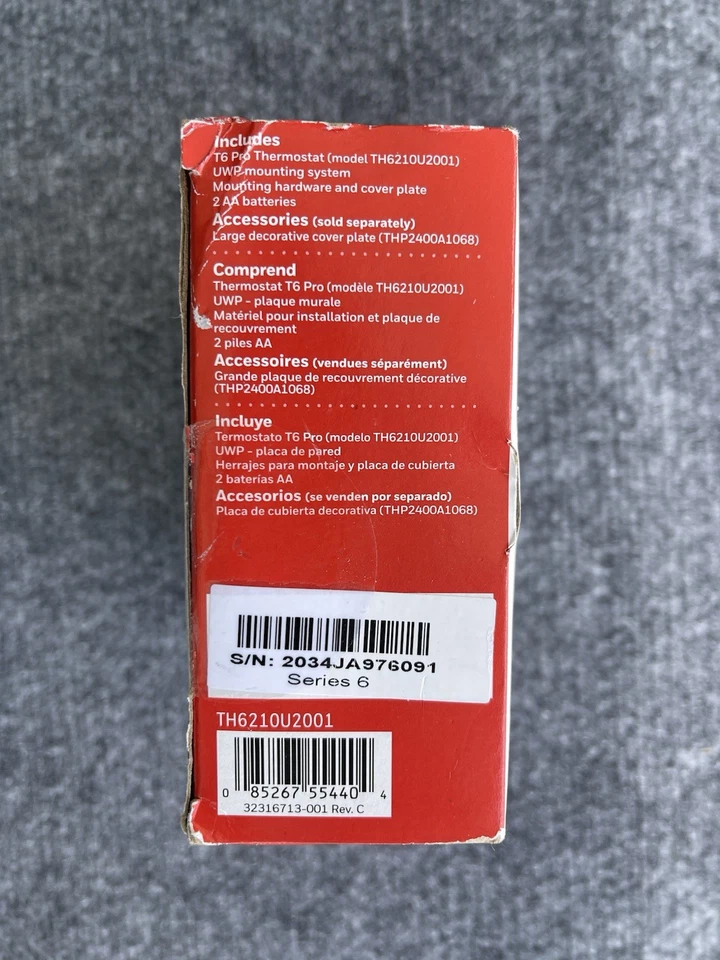 Includes
T6 Pro Thermostat (model TH6210U2001)
UWP mounting system
Mounting hardware and cover plate
2 AA batteries
Accessories (sold separately)
Large decorative cover plate (THP2400A1068)
Comprend
Thermostat T6 Pro (modèle TH6210U2001)
UWP - plaque murale
Matériel pour installation et plaque de
recouvrement
2 piles AA
Accessoires (vendues séparément)
Grande plaque de recouvrement décorative
(THP2400A1068)
Incluye
Termostato T6 Pro (modelo TH6210U2001)
UWP - placa de pared
Herrajes para montaje y placa de cubierta
2 baterías AA
Accesorios (se venden por separado)
Placa de cubierta decorativa (THP2400A1068)
S/N: 2034JA976091
Series 6
TH6210U2001
0 85267 55440 4
32316713-001 Rev. C